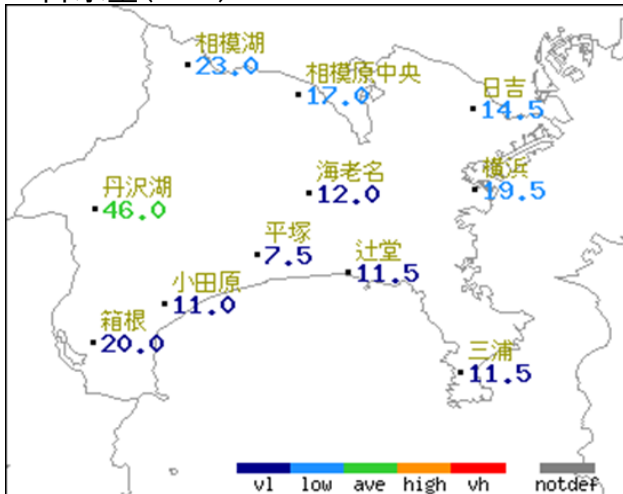 相模湖
23.0
相模原中央
17.0
日吉
14.5
海老名
12.0
横浜
19.5
丹沢湖
46.0
平塚
7.5
辻堂
11.5
小田原
11.0
箱根
20.0
三浦
11.5
vl low ave high vh notdef